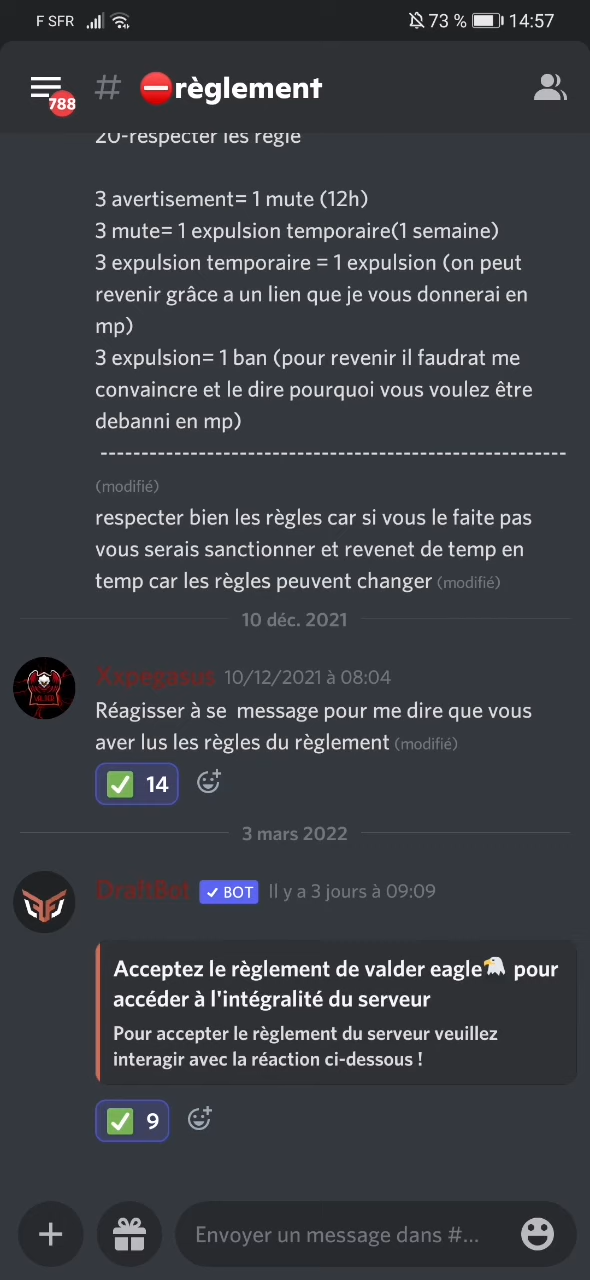 F SFR 73 % 14:57
788 # ⛔règlement
20-respecter les règle
3 avertisement= 1 mute (12h)
3 mute= 1 expulsion temporaire(1 semaine)
3 expulsion temporaire = 1 expulsion (on peut
revenir grâce a un lien que je vous donnerai en
mp)
3 expulsion= 1 ban (pour revenir il faudrat me
convaincre et le dire pourquoi vous voulez être
debanni en mp)
---------------------------------------------------------
(modifié)
respecter bien les règles car si vous le faite pas
vous serais sanctionner et revenet de temp en
temp car les règles peuvent changer (modifié)
10 déc. 2021
Xxpegasus 10/12/2021 à 08:04
Réagisser à se  message pour me dire que vous
aver lus les règles du règlement (modifié)
✅ 14
3 mars 2022
DraftBot ✓ BOT Il y a 3 jours à 09:09
Acceptez le règlement de valder eagle🦅 pour
accéder à l'intégralité du serveur
Pour accepter le règlement du serveur veuillez
interagir avec la réaction ci-dessous !
✅ 9
Envoyer un message dans #...